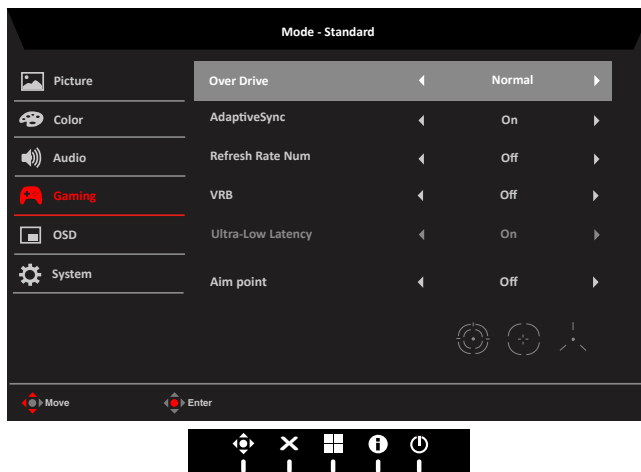 Mode - Standard
Picture
Over Drive Normal
Color
AdaptiveSync On
Audio
Refresh Rate Num Off
Gaming
VRB Off
OSD
Ultra-Low Latency On
System
Aim point Off
Move Enter